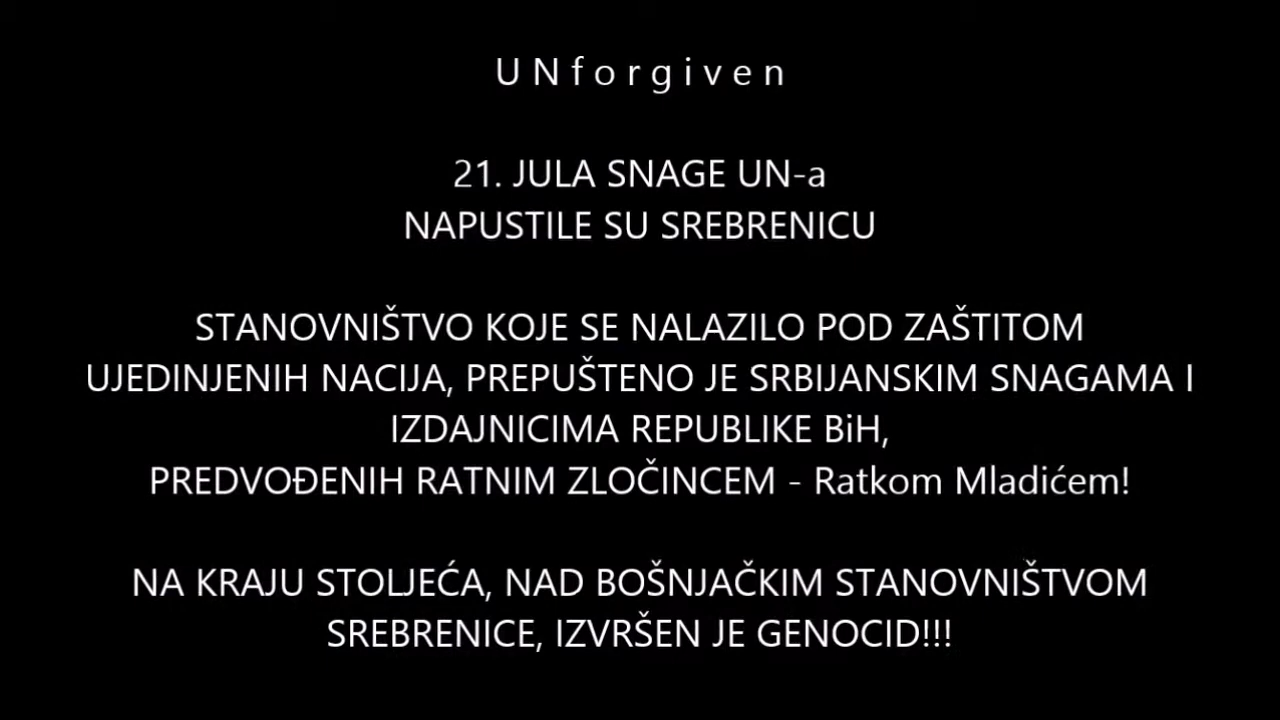 U N f o r g i v e n
21. JULA SNAGE UN-a
NAPUSTILE SU SREBRENICU
STANOVNIŠTVO KOJE SE NALAZILO POD ZAŠTITOM
UJEDINJENIH NACIJA, PREPUŠTENO JE SRBIJANSKIM SNAGAMA I
IZDAJNICIMA REPUBLIKE BiH,
PREDVOĐENIH RATNIM ZLOČINCEM - Ratkom Mladićem!
NA KRAJU STOLJEĆA, NAD BOŠNJAČKIM STANOVNIŠTVOM
SREBRENICE, IZVRŠEN JE GENOCID!!!